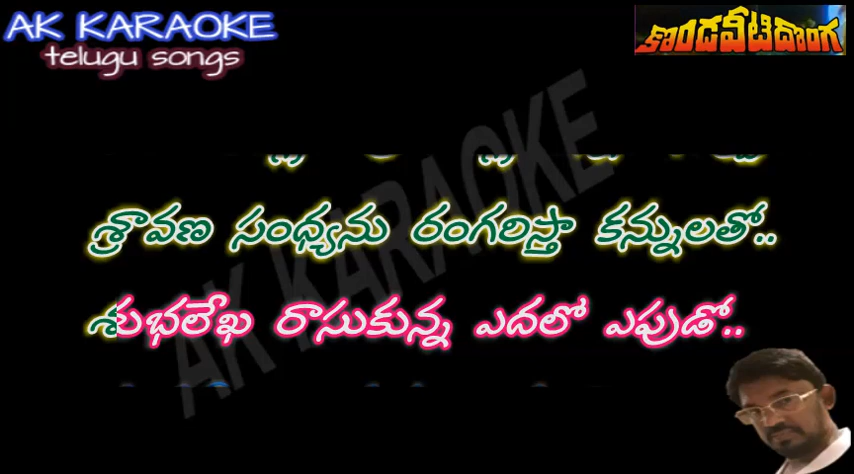 AK KARAOKE
telugu songs
కొండవీటిదొంగ
శ్రావణ సంధ్యను రంగరిస్తా కన్నులతో..
శుభలేఖ రాసుకున్న ఎదలో ఎపుడో..
AK KARAOKE